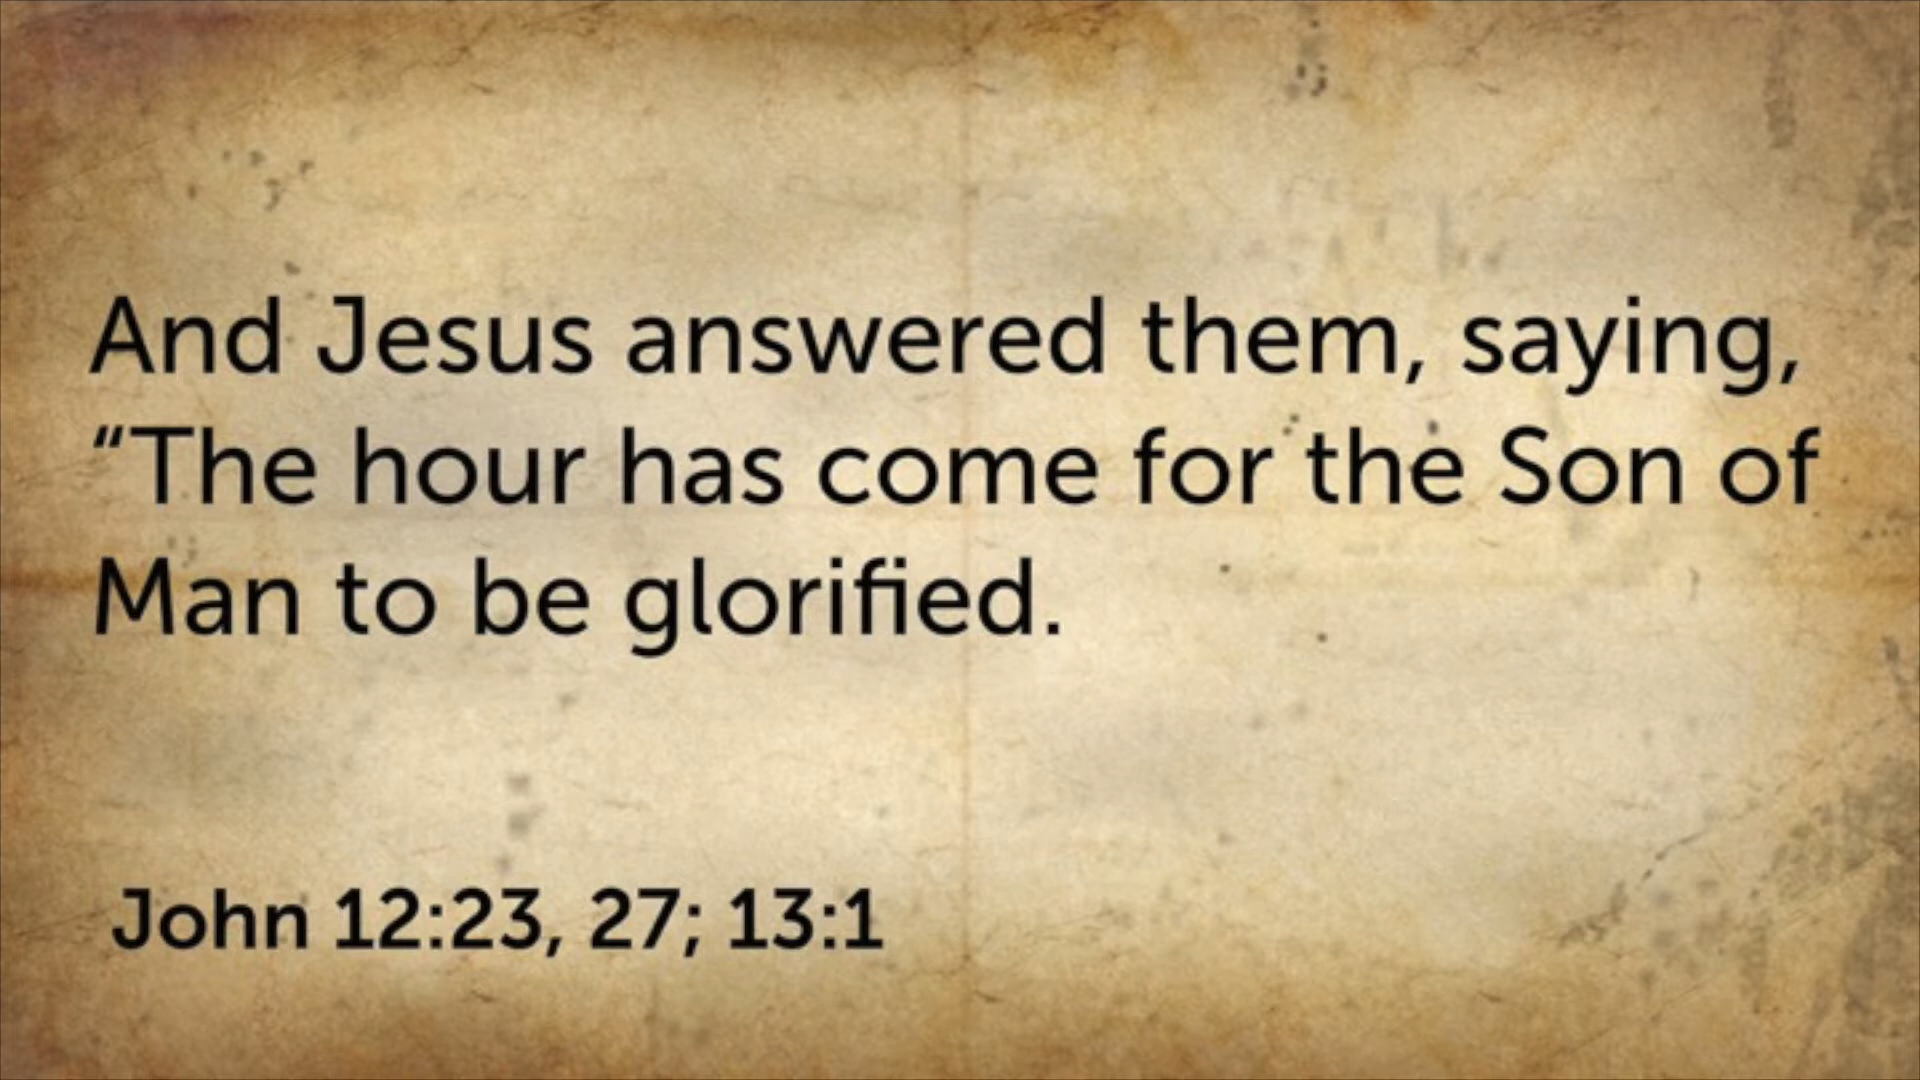 And Jesus answered them, saying,
“The hour has come for the Son of
Man to be glorified.
John 12:23, 27; 13:1